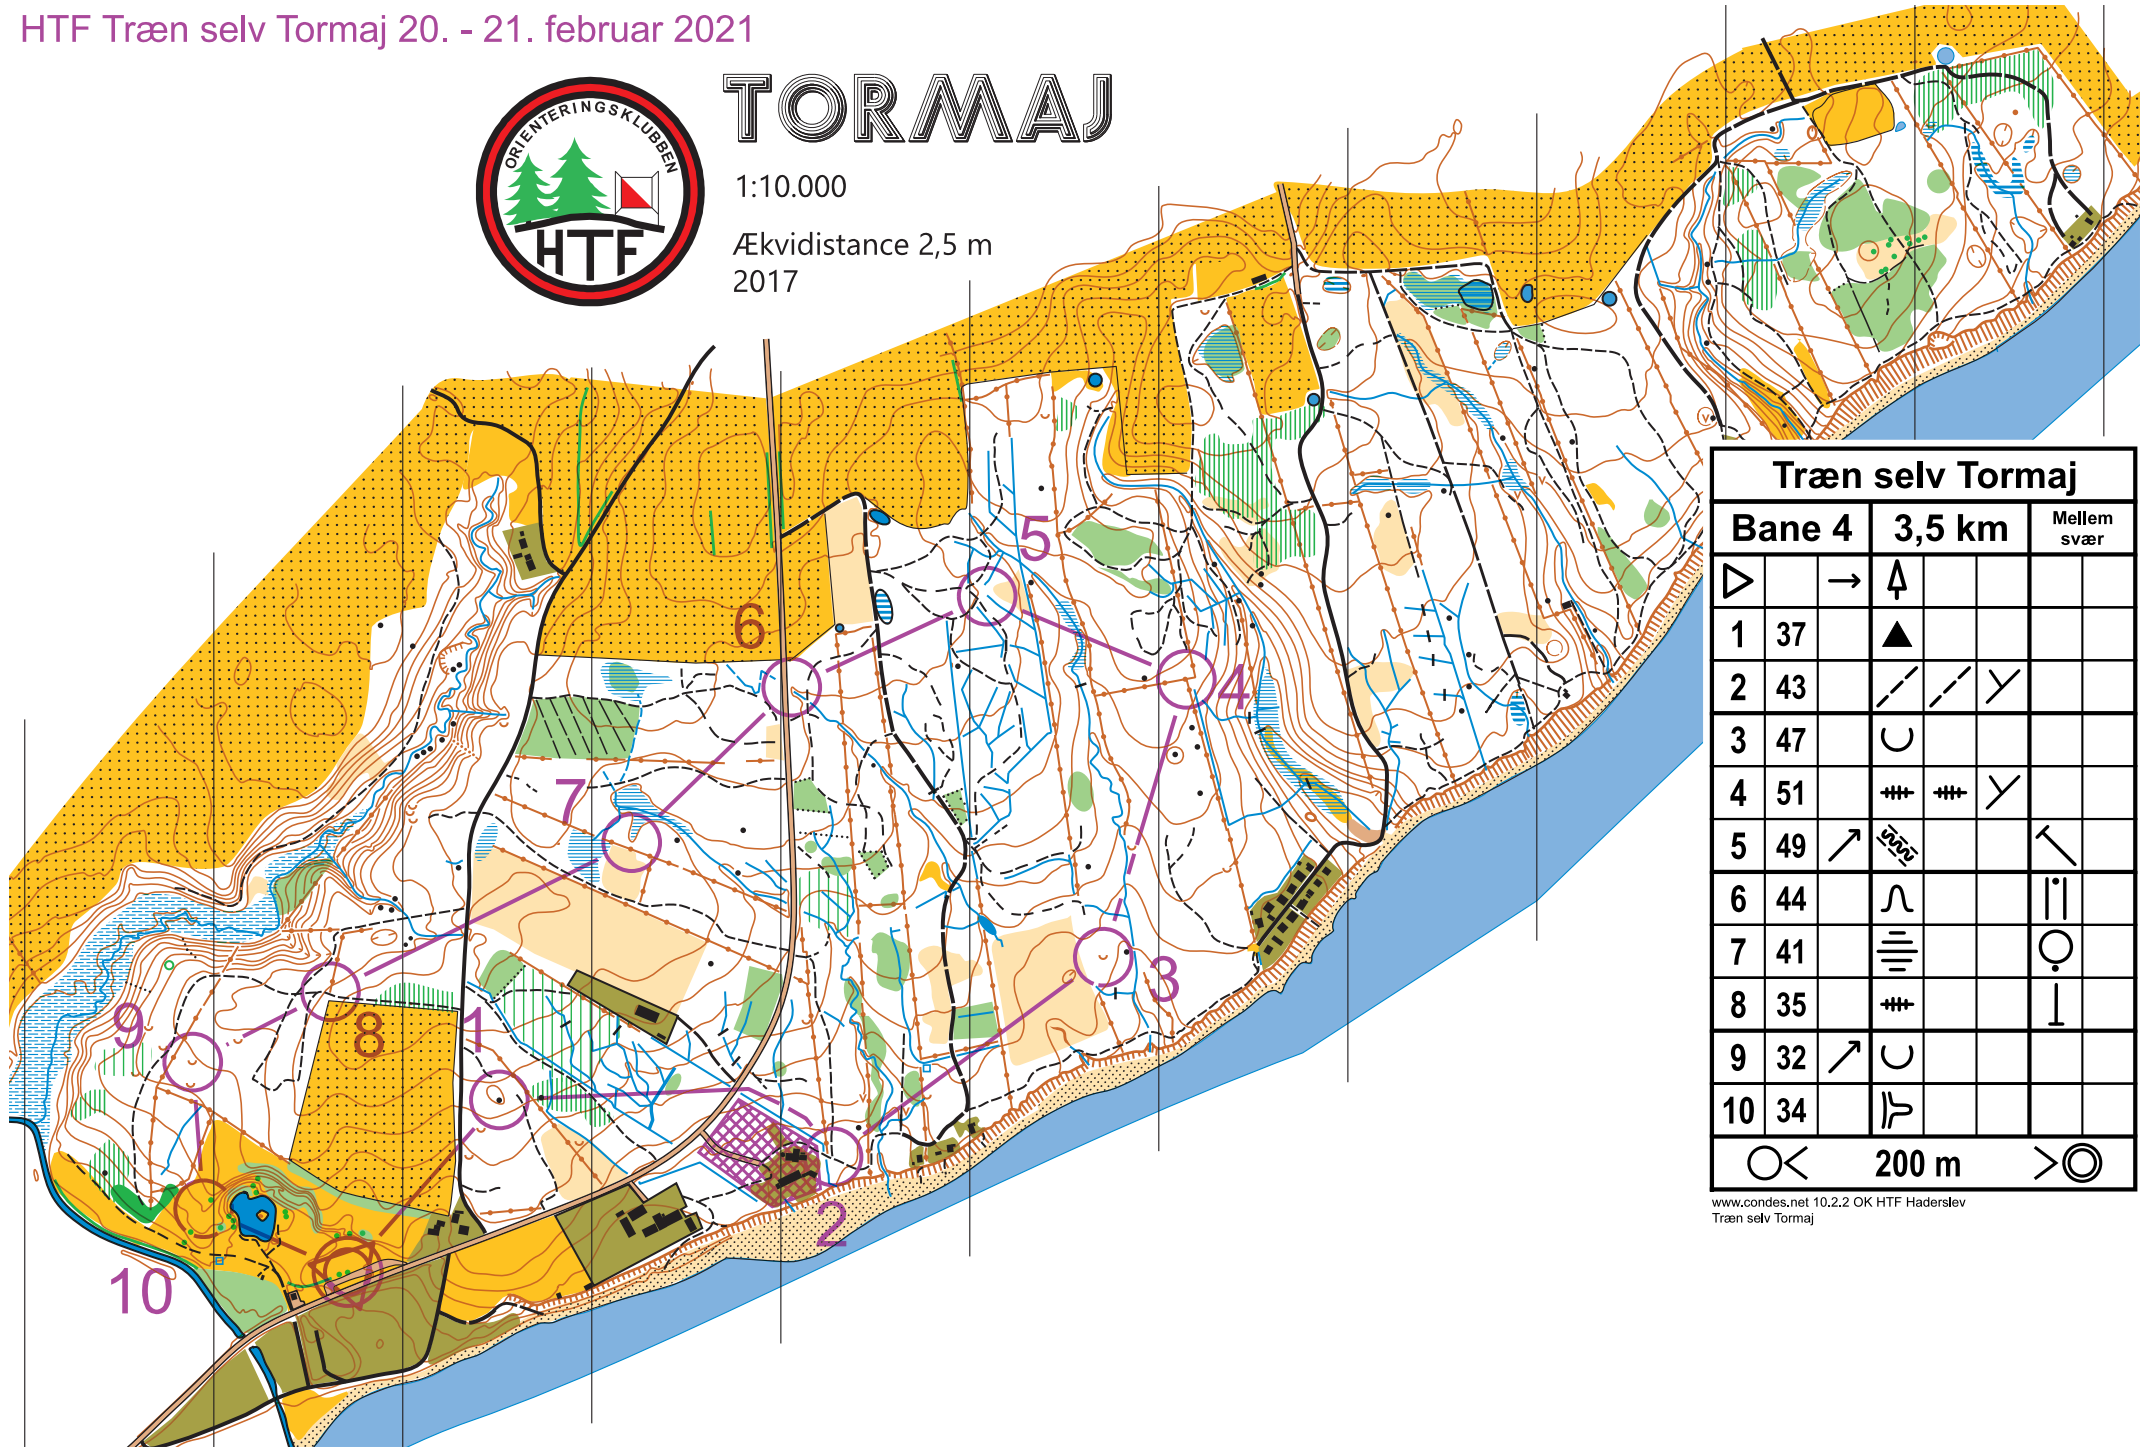 HTF Træn selv Tormaj 20. - 21. februar 2021
ORIENTERINGSKLUBBEN
HTF
TORMAJ
1:10.000
Ækvidistance 2,5 m
2017
5
6
4
7
3
9
8
1
2
10
Træn selv Tormaj
Bane 4 3,5 km Mellem svær
1 37
2 43
3 47
4 51
5 49
6 44
7 41
8 35
9 32
10 34
200 m
www.condes.net 10.2.2 OK HTF Haderslev
Træn selv Tormaj